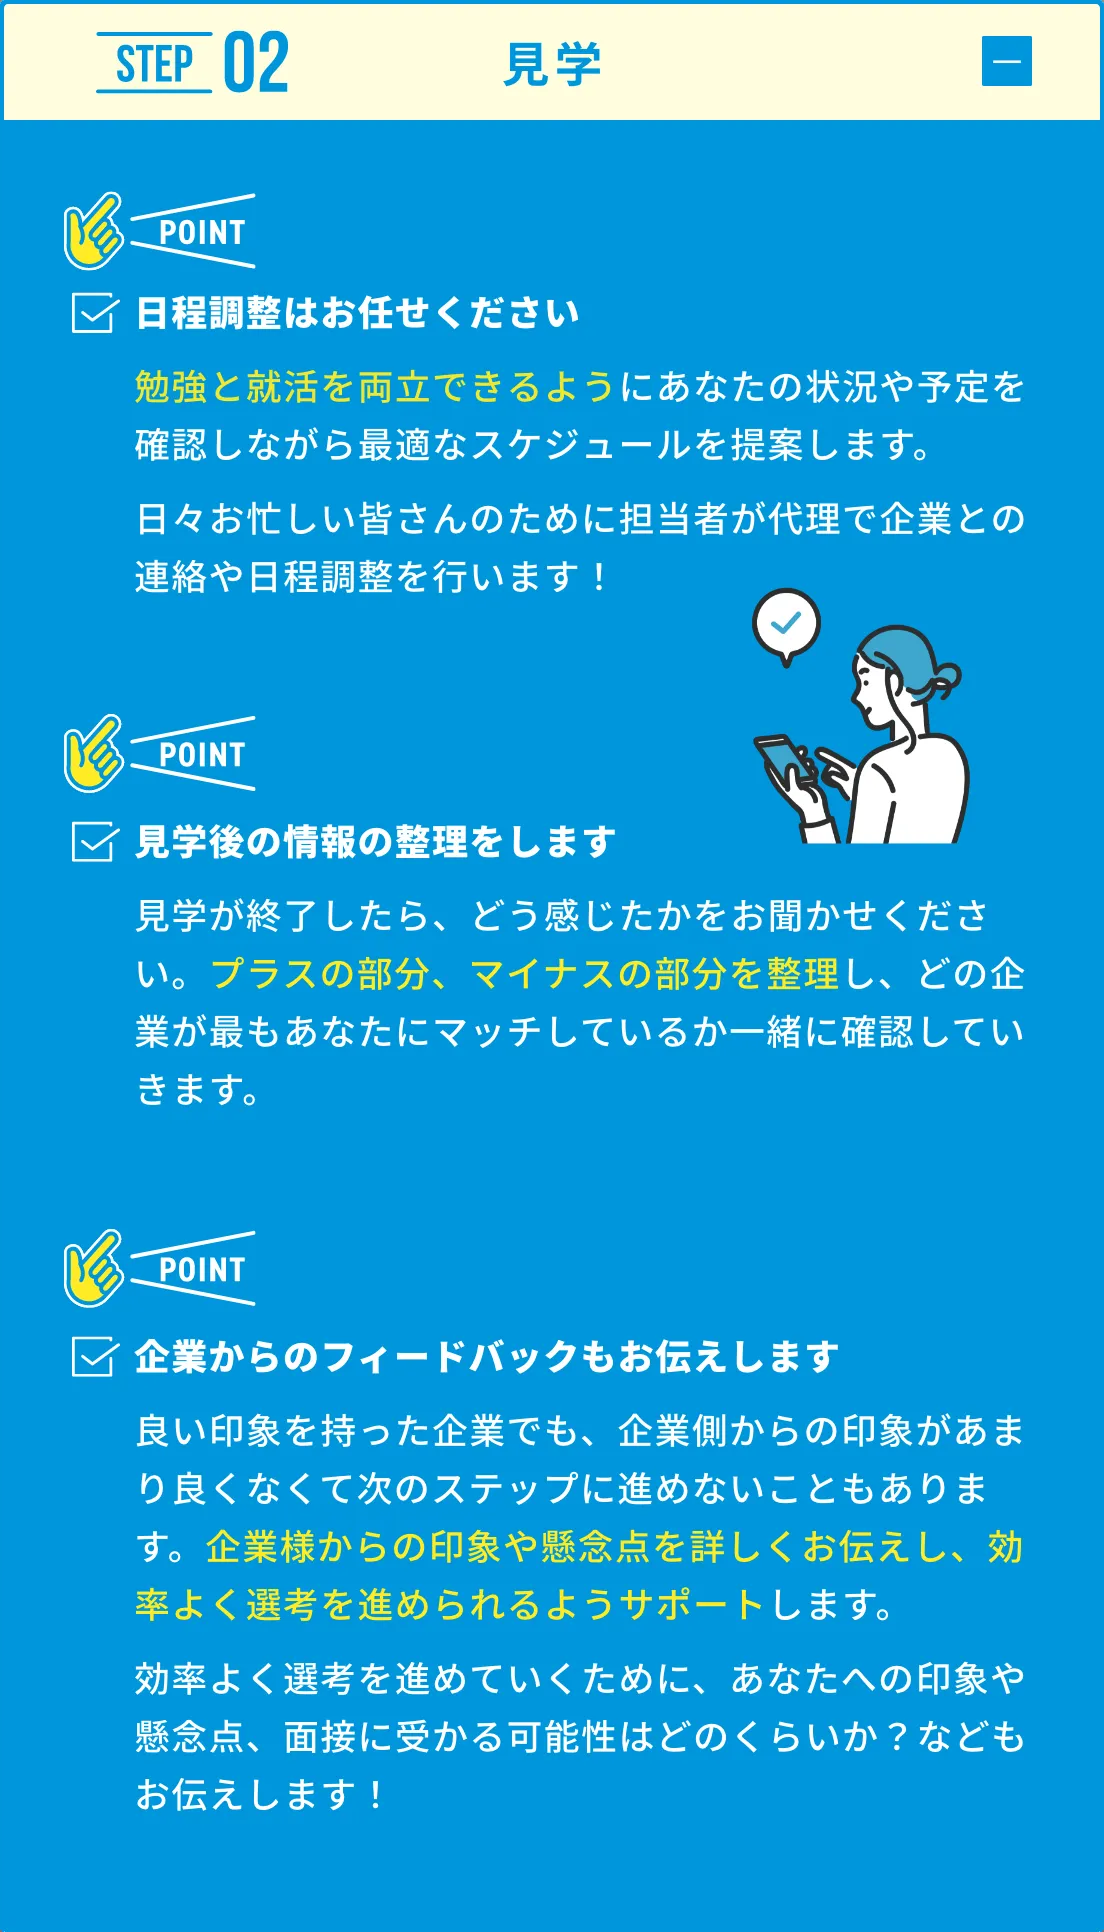 STEP 02 見学
POINT
日程調整はお任せください
勉強と就活を両立できるようにあなたの状況や予定を
確認しながら最適なスケジュールを提案します。
日々お忙しい皆さんのために担当者が代理で企業との
連絡や日程調整を行います！
POINT
見学後の情報の整理をします
見学が終了したら、どう感じたかをお聞かせくださ
い。プラスの部分、マイナスの部分を整理し、どの企
業が最もあなたにマッチしているか一緒に確認してい
きます。
POINT
企業からのフィードバックもお伝えします
良い印象を持った企業でも、企業側からの印象があま
り良くなくて次のステップに進めないこともありま
す。企業様からの印象や懸念点を詳しくお伝えし、効
率よく選考を進められるようサポートします。
効率よく選考を進めていくために、あなたへの印象や
懸念点、面接に受かる可能性はどのくらいか？なども
お伝えします！